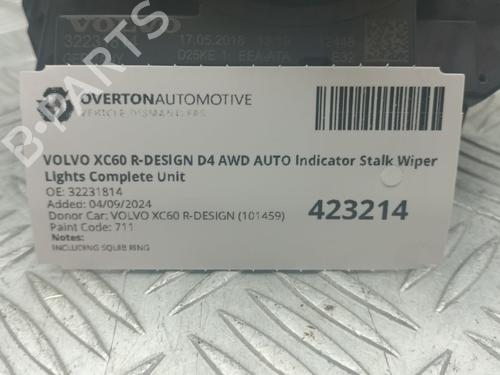 VOLVO
32231814 17.05.2018
D25KE
OVERTONAUTOMOTIVE
VEHICLE DISMANTLERS
VOLVO XC60 R-DESIGN D4 AWD AUTO Indicator Stalk Wiper
Lights Complete Unit
OE: 32231814
Added: 04/09/2024
Donor Car: VOLVO XC60 R-DESIGN (101459)
Paint Code: 711
Notes:
INCLUDING SQUIB RING
423214
B-PARTS